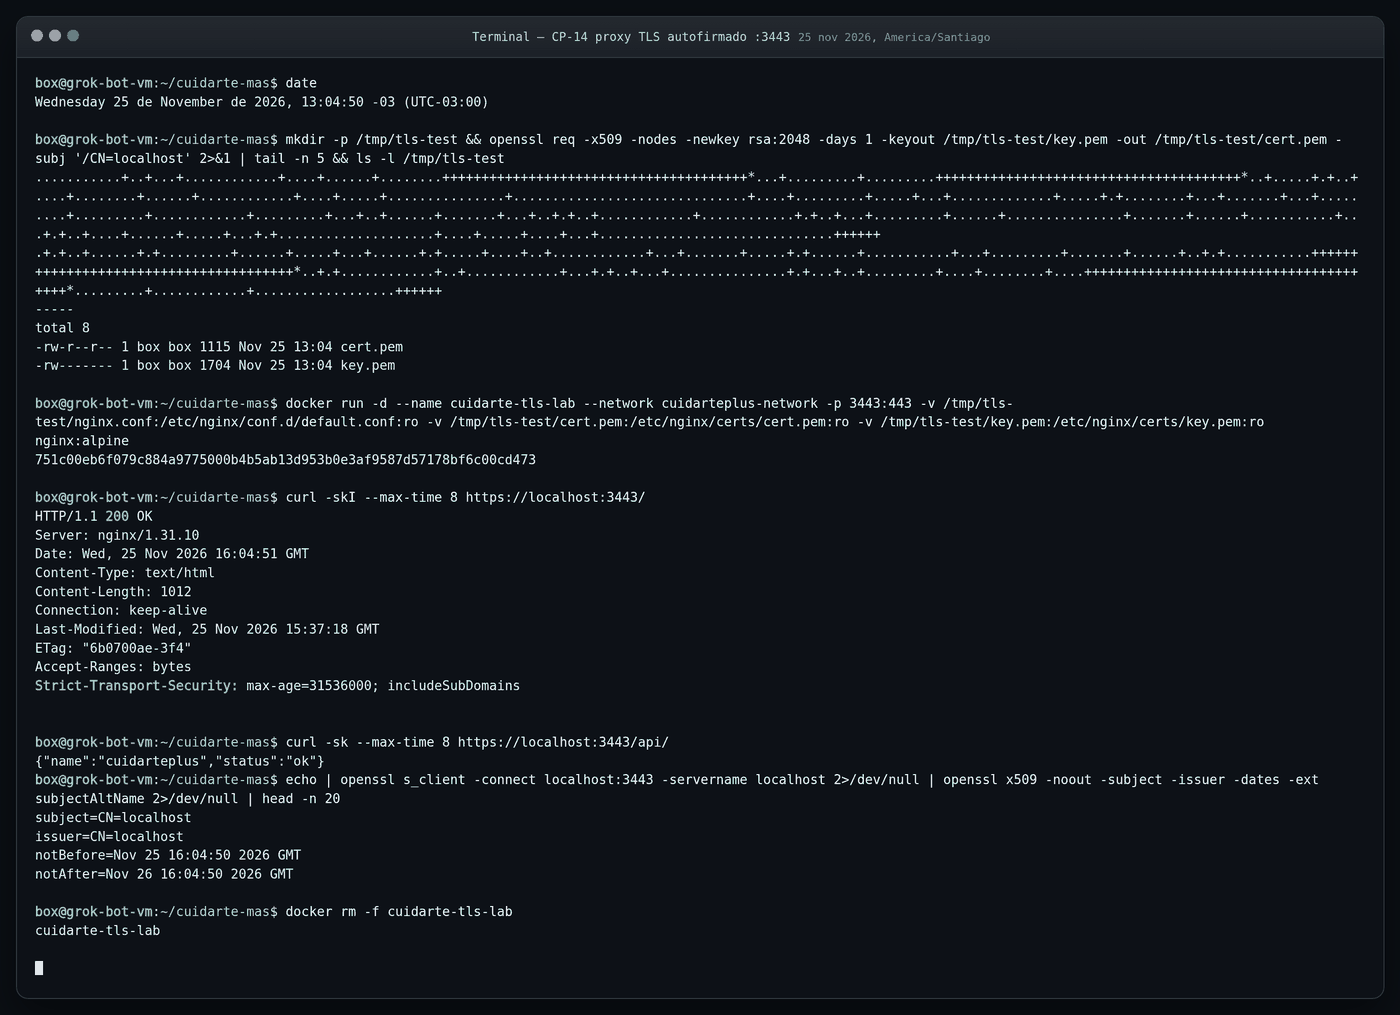 Terminal — CP-14 proxy TLS autofirmado :3443 25 nov 2026, America/Santiago
box@grok-bot-vm:~/cuidarte-mas$ date
Wednesday 25 de November de 2026, 13:04:50 -03 (UTC-03:00)
box@grok-bot-vm:~/cuidarte-mas$ mkdir -p /tmp/tls-test && openssl req -x509 -nodes -newkey rsa:2048 -days 1 -keyout /tmp/tls-test/key.pem -out /tmp/tls-test/cert.pem -
subj '/CN=localhost' 2>&1 | tail -n 5 && ls -l /tmp/tls-test
-----
total 8
-rw-r--r-- 1 box box 1115 Nov 25 13:04 cert.pem
-rw------- 1 box box 1704 Nov 25 13:04 key.pem
box@grok-bot-vm:~/cuidarte-mas$ docker run -d --name cuidarte-tls-lab --network cuidarteplus-network -p 3443:443 -v /tmp/tls-
test/nginx.conf:/etc/nginx/conf.d/default.conf:ro -v /tmp/tls-test/cert.pem:/etc/nginx/certs/cert.pem:ro -v /tmp/tls-test/key.pem:/etc/nginx/certs/key.pem:ro
nginx:alpine
751c00eb6f079c884a9775000b4b5ab13d953b0e3af9587d57178bf6c00cd473
box@grok-bot-vm:~/cuidarte-mas$ curl -skI --max-time 8 https://localhost:3443/
HTTP/1.1 200 OK
Server: nginx/1.31.10
Date: Wed, 25 Nov 2026 16:04:51 GMT
Content-Type: text/html
Content-Length: 1012
Connection: keep-alive
Last-Modified: Wed, 25 Nov 2026 15:37:18 GMT
ETag: "6b0700ae-3f4"
Accept-Ranges: bytes
Strict-Transport-Security: max-age=31536000; includeSubDomains
box@grok-bot-vm:~/cuidarte-mas$ curl -sk --max-time 8 https://localhost:3443/api/
{"name":"cuidarteplus","status":"ok"}
box@grok-bot-vm:~/cuidarte-mas$ echo | openssl s_client -connect localhost:3443 -servername localhost 2>/dev/null | openssl x509 -noout -subject -issuer -dates -ext
subjectAltName 2>/dev/null | head -n 20
subject=CN=localhost
issuer=CN=localhost
notBefore=Nov 25 16:04:50 2026 GMT
notAfter=Nov 26 16:04:50 2026 GMT
box@grok-bot-vm:~/cuidarte-mas$ docker rm -f cuidarte-tls-lab
cuidarte-tls-lab